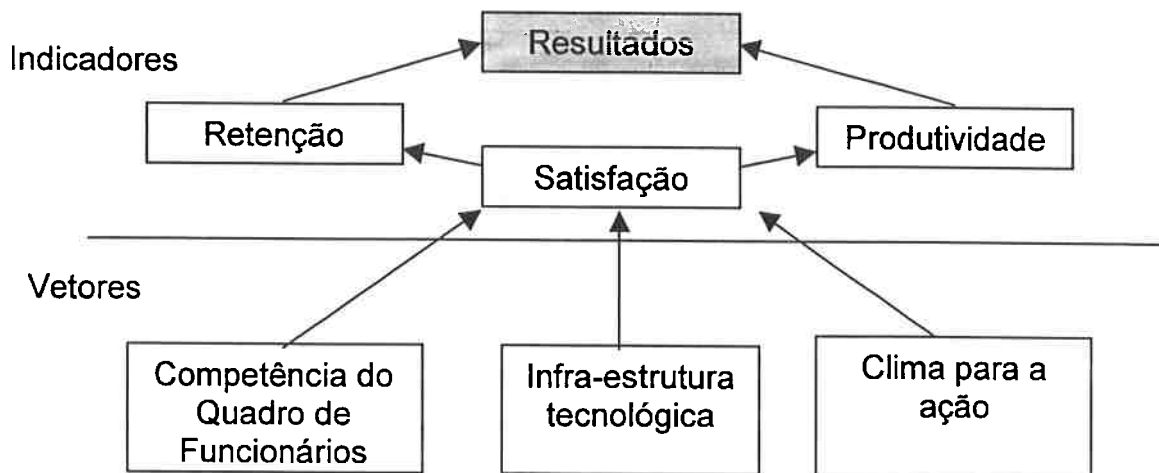 Resultados
Indicadores
Retenção
Produtividade
Satisfação
Vetores
Competência do
Quadro de
Funcionários
Infra-estrutura
tecnológica
Clima para a
ação